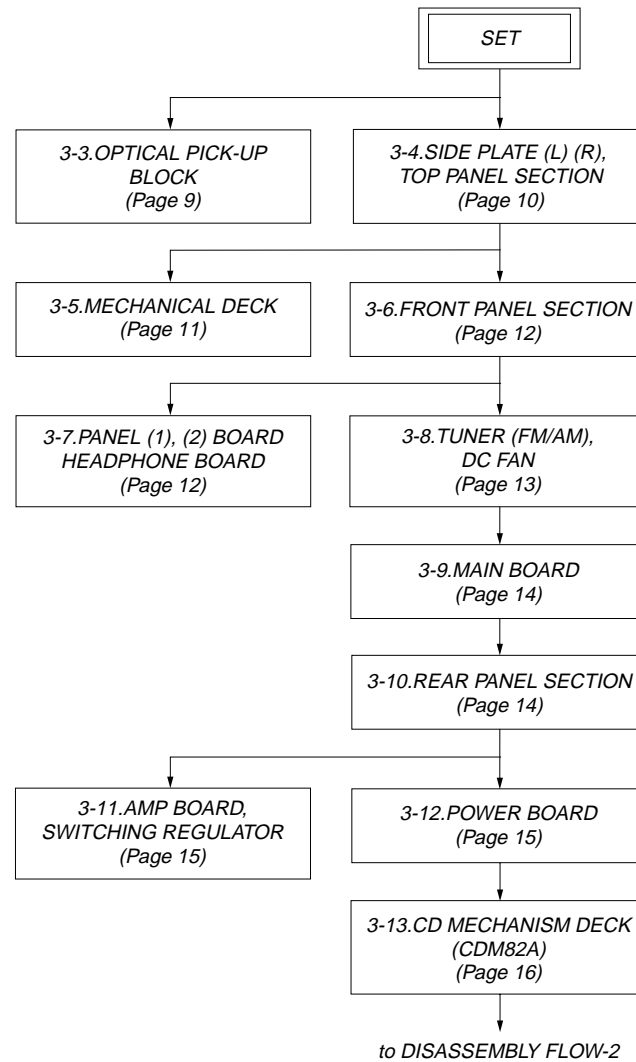 SET
3-3.OPTICAL PICK-UP
BLOCK
(Page 9)
3-4.SIDE PLATE (L) (R),
TOP PANEL SECTION
(Page 10)
3-5.MECHANICAL DECK
(Page 11)
3-6.FRONT PANEL SECTION
(Page 12)
3-7.PANEL (1), (2) BOARD
HEADPHONE BOARD
(Page 12)
3-8.TUNER (FM/AM),
DC FAN
(Page 13)
3-9.MAIN BOARD
(Page 14)
3-10.REAR PANEL SECTION
(Page 14)
3-11.AMP BOARD,
SWITCHING REGULATOR
(Page 15)
3-12.POWER BOARD
(Page 15)
3-13.CD MECHANISM DECK
(CDM82A)
(Page 16)
to DISASSEMBLY FLOW-2